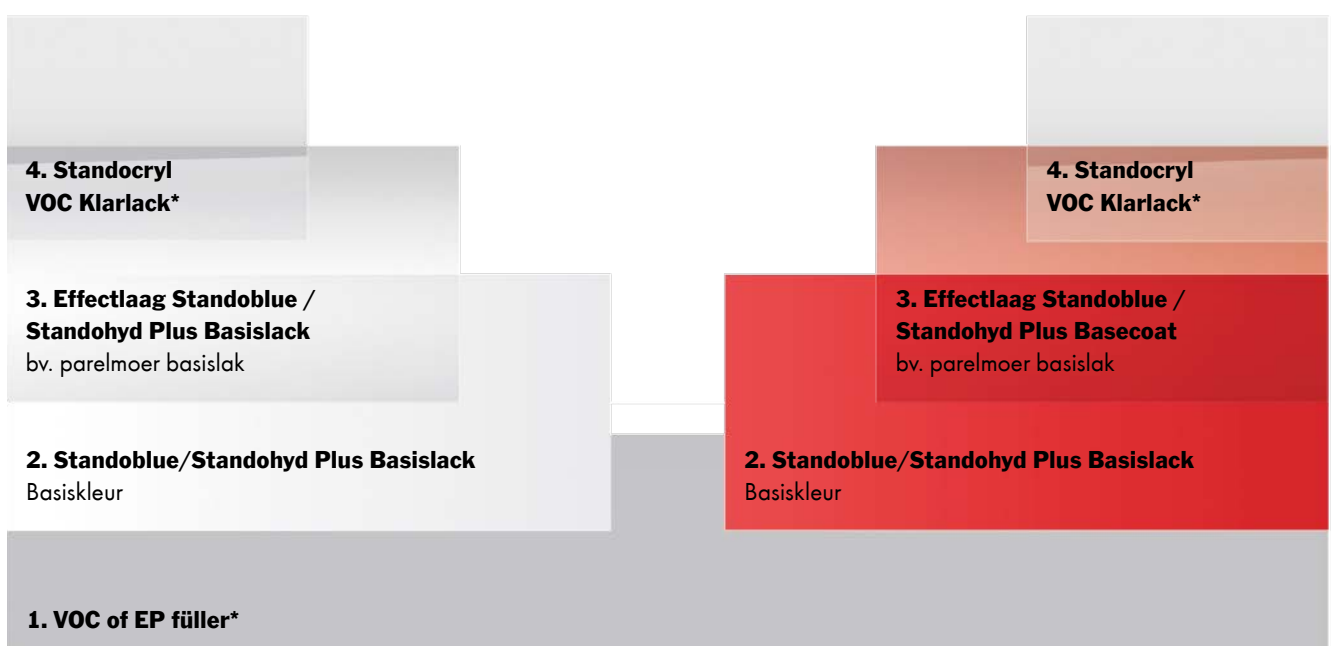 4. Standocryl
VOC Klarlack*
3. Effectlaag Standoblue /
Standohyd Plus Basislack
bv. parelmoer basislak
2. Standoblue/Standohyd Plus Basislack
Basiskleur
4. Standocryl
VOC Klarlack*
3. Effectlaag Standoblue /
Standohyd Plus Basecoat
bv. parelmoer basislak
2. Standoblue/Standohyd Plus Basislack
Basiskleur
1. VOC of EP füller*